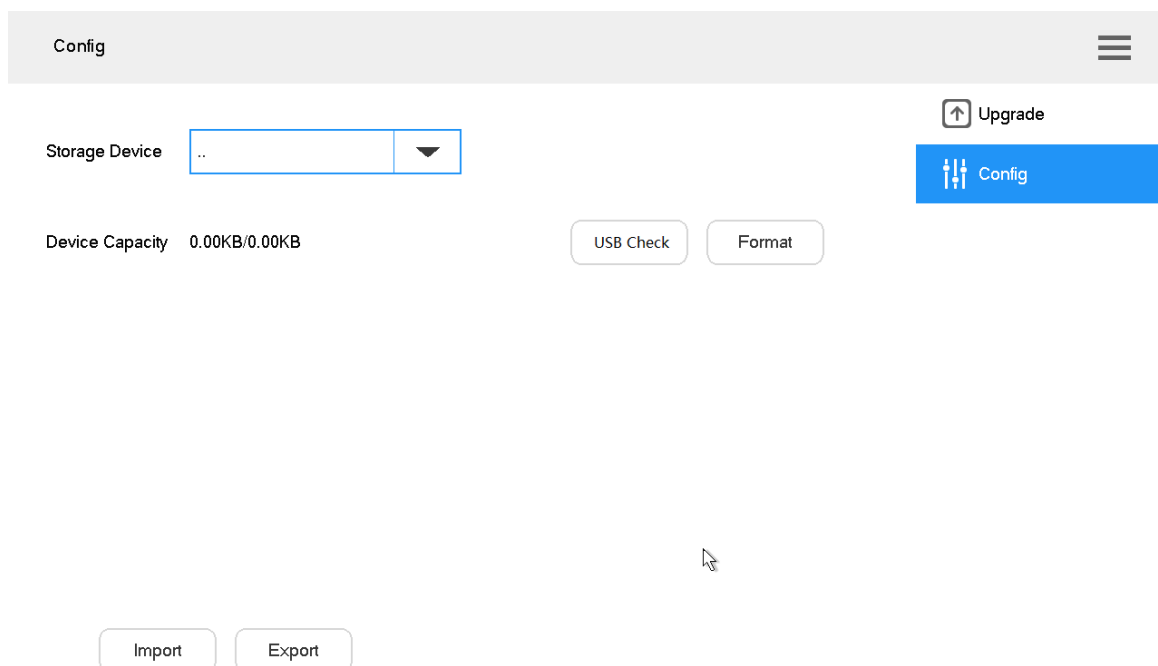 Config
Upgrade
Storage Device ..
Config
Device Capacity 0.00KB/0.00KB USB Check Format
Import Export